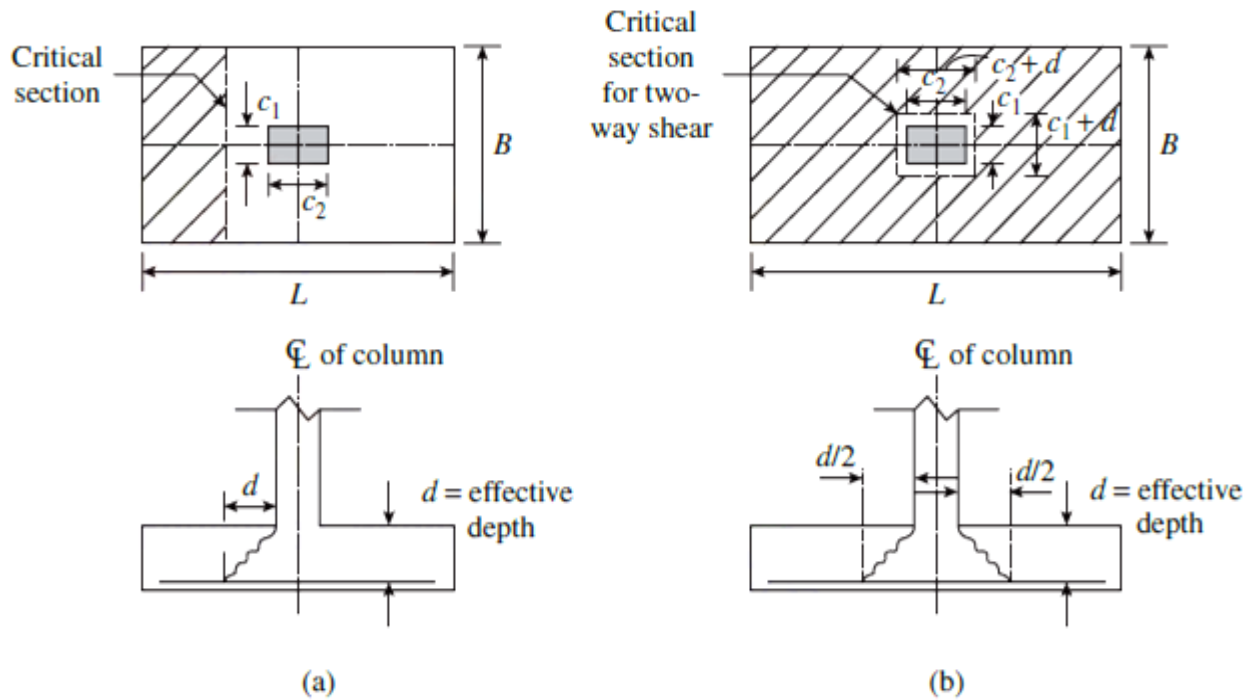 Critical
section
c₁
c₂
B
L
℄ of column
d
d = effective
depth
(a)
Critical
section
for two-
way shear
c₂ + d
c₂
c₁
c₁ + d
B
L
℄ of column
d/2
d/2
d = effective
depth
(b)